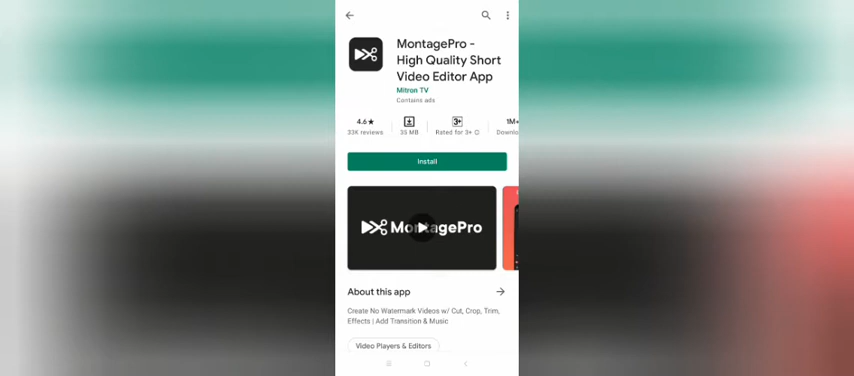 MontagePro -
High Quality Short
Video Editor App
Mitron TV
Contains ads
4.6★
33K reviews
35 MB
3+
Rated for 3+
1M+
Downlo
Install
MontagePro
About this app
Create No Watermark Videos w/ Cut, Crop, Trim,
Effects | Add Transition & Music
Video Players & Editors